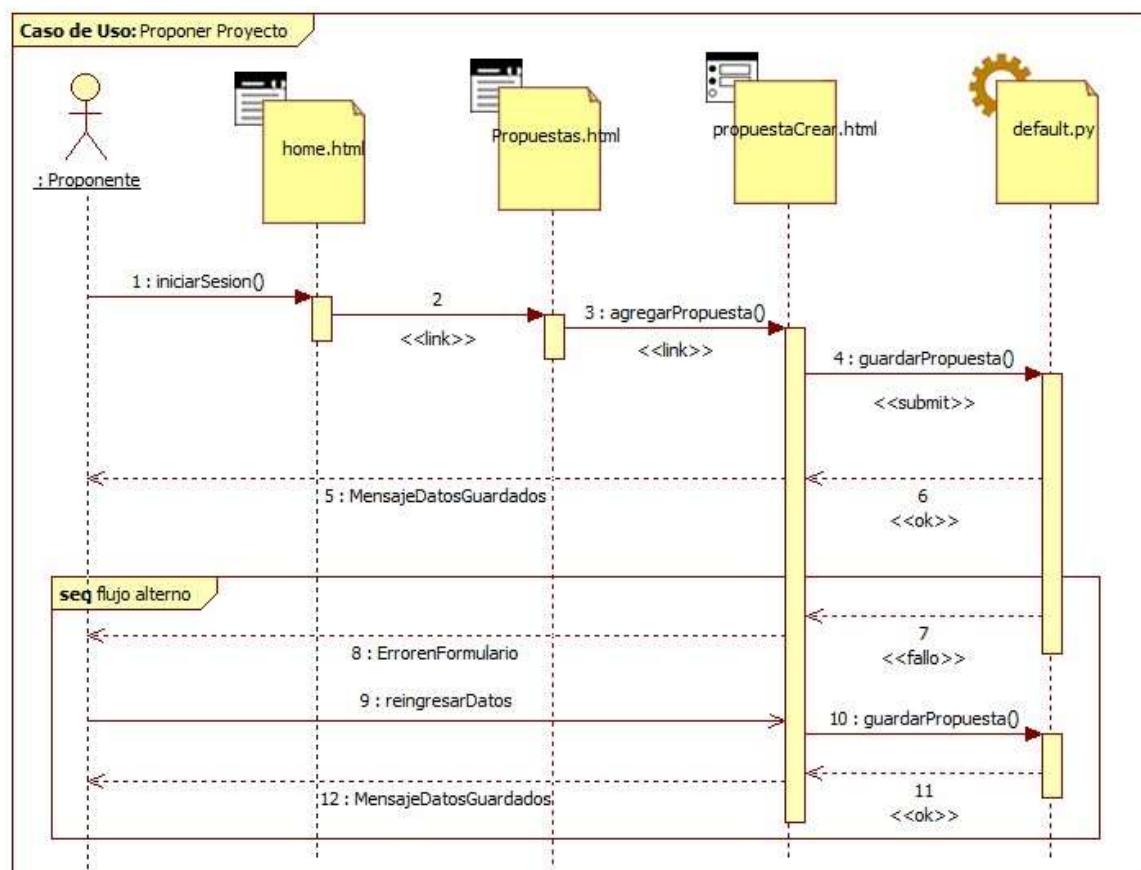 Caso de Uso: Proponer Proyecto
: Proponente
home.html
Propuestas.html
propuestaCrear.html
default.py
1 : iniciarSesion()
2
<<link>>
3 : agregarPropuesta()
<<link>>
4 : guardarPropuesta()
<<submit>>
5 : MensajeDatosGuardados
6
<<ok>>
seq flujo alterno
7
<<fallo>>
8 : ErrorenFormulario
9 : reingresarDatos
10 : guardarPropuesta()
11
<<ok>>
12 : MensajeDatosGuardados